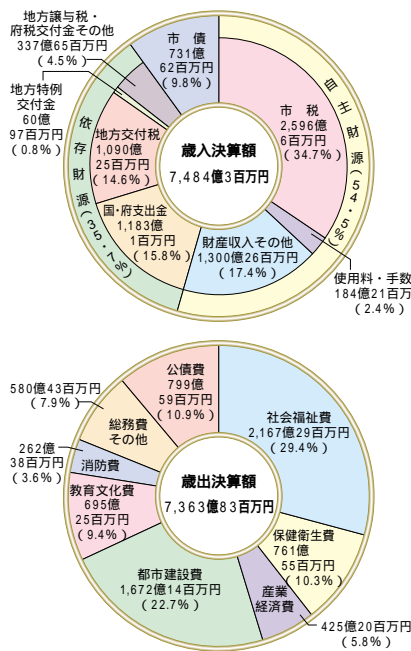 地方譲与税・
府税交付金その他
337億65百万円
(4.5%)
地方特例
交付金
60億
97百万円
(0.8%)
市債
731億
62百万円
(9.8%)
市税
2,596億
6百万円
(34.7%)
自主財源(54・5%)
依存財源(35・7%)
地方交付税
1,090億
25百万円
(14.6%)
歳入決算額
7,484億3百万円
国・府支出金
1,183億
1百万円
(15.8%)
財産収入その他
1,300億26百万円
(17.4%)
使用料・手数
184億21百万
(2.4%)
公債費
799億
59百万円
(10.9%)
580億43百万円
(7.9%)
総務費
その他
社会福祉費
2,167億29百万円
(29.4%)
262億
38百万円
(3.6%)
消防費
歳出決算額
7,363億83百万円
教育文化費
695億
25百万円
(9.4%)
保健衛生費
761億
55百万円
(10.3%)
都市建設費
1,672億14百万円
(22.7%)
産業
経済費
425億20百万円
(5.8%)